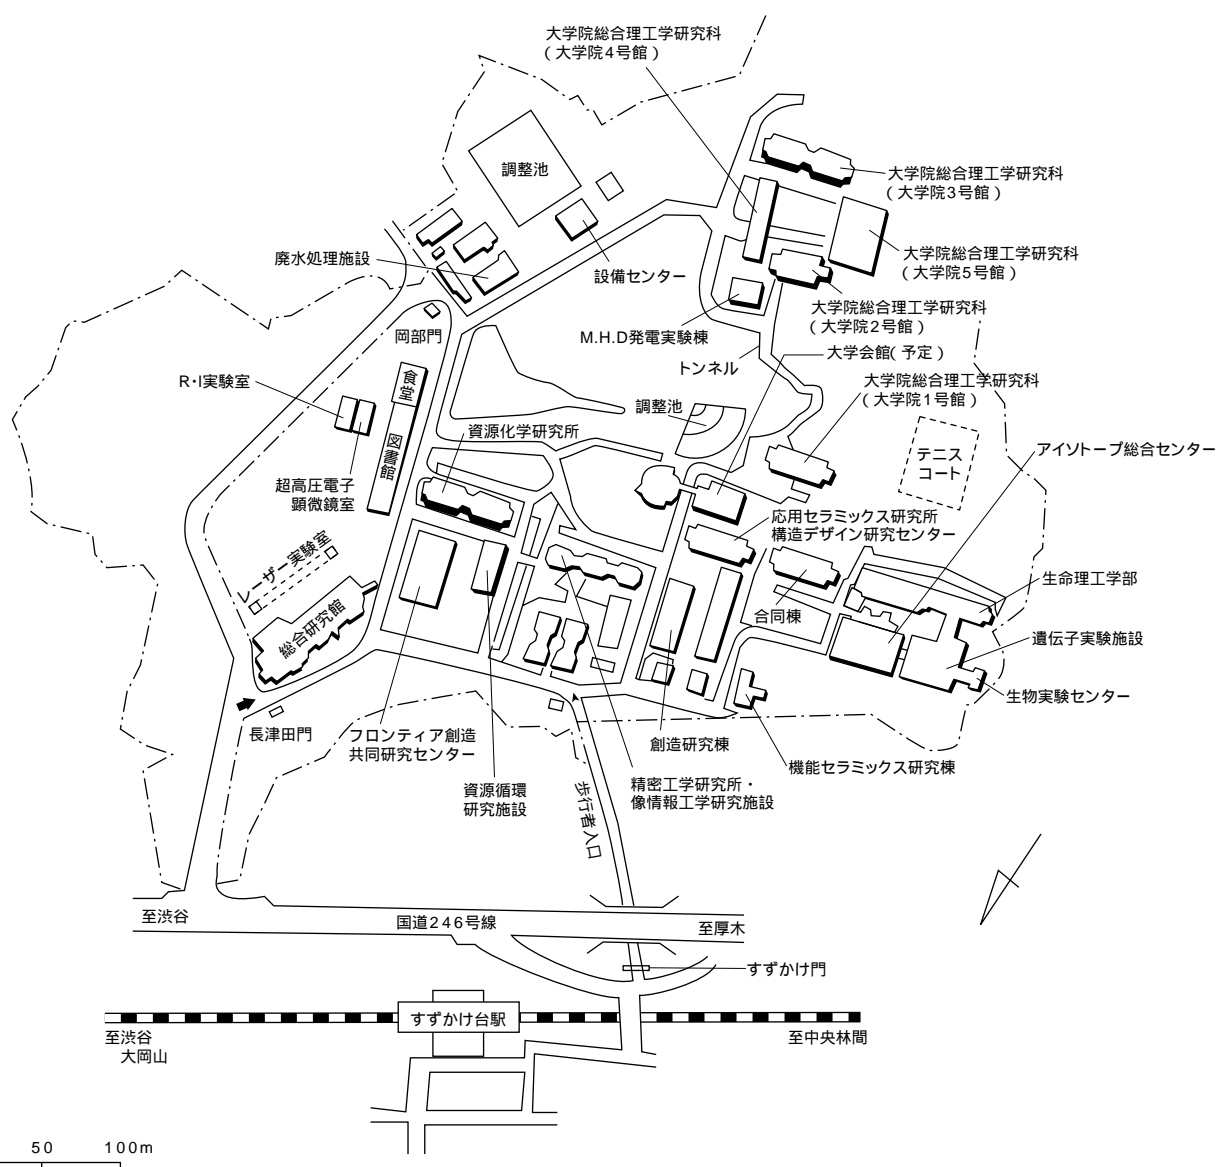 大学院総合理工学研究科
(大学院4号館)
大学院総合理工学研究科
(大学院3号館)
調整池
大学院総合理工学研究科
(大学院5号館)
廃水処理施設
設備センター
大学院総合理工学研究科
(大学院2号館)
岡部門
M.H.D発電実験棟
大学会館(予定)
トンネル
R・I実験室
食堂
大学院総合理工学研究科
(大学院1号館)
調整池
資源化学研究所
図書館
テニス
コート
アイソトープ総合センター
超高圧電子
顕微鏡室
応用セラミックス研究所
構造デザイン研究センター
レーザー実験室
生命理工学部
総合研究館
合同棟
遺伝子実験施設
生物実験センター
長津田門
フロンティア創造
共同研究センター
創造研究棟
機能セラミックス研究棟
資源循環
研究施設
精密工学研究所・
像情報工学研究施設
歩行者入口
至渋谷
国道246号線
至厚木
すずかけ門
すずかけ台駅
至渋谷
大岡山
至中央林間
50
100m